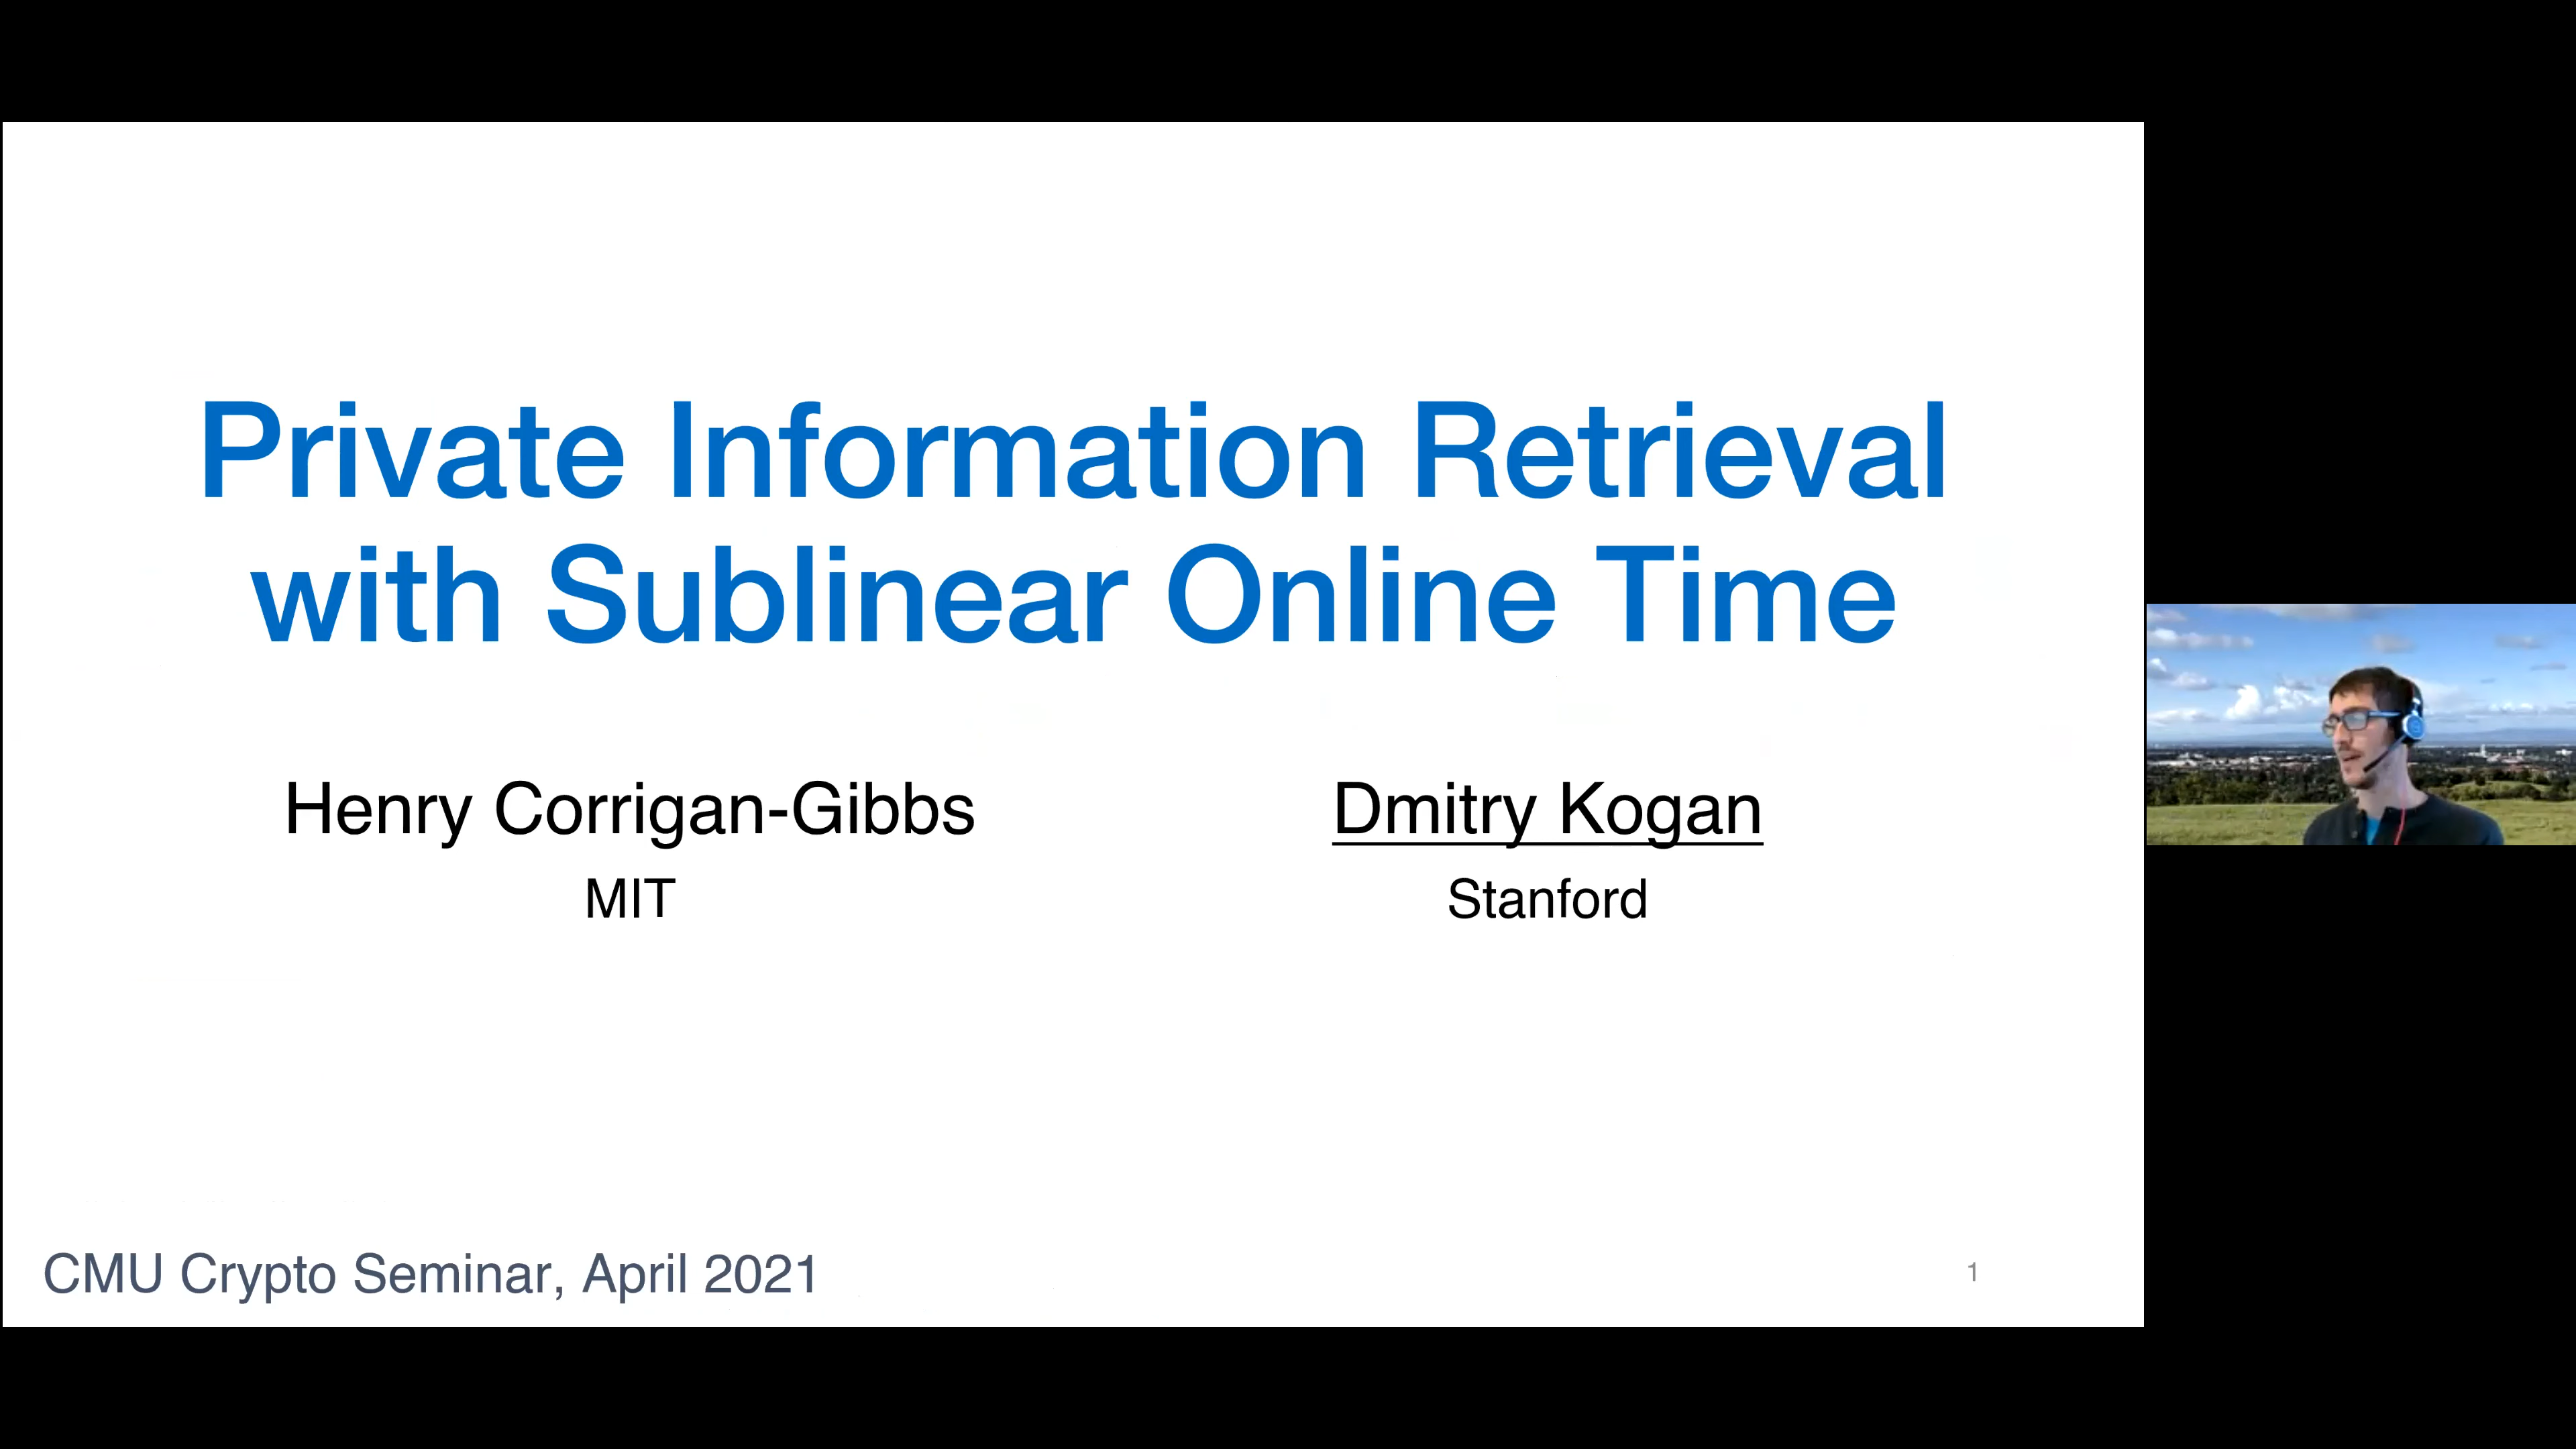 Private Information Retrieval
with Sublinear Online Time
Henry Corrigan-Gibbs
MIT
Dmitry Kogan
Stanford
CMU Crypto Seminar, April 2021
1